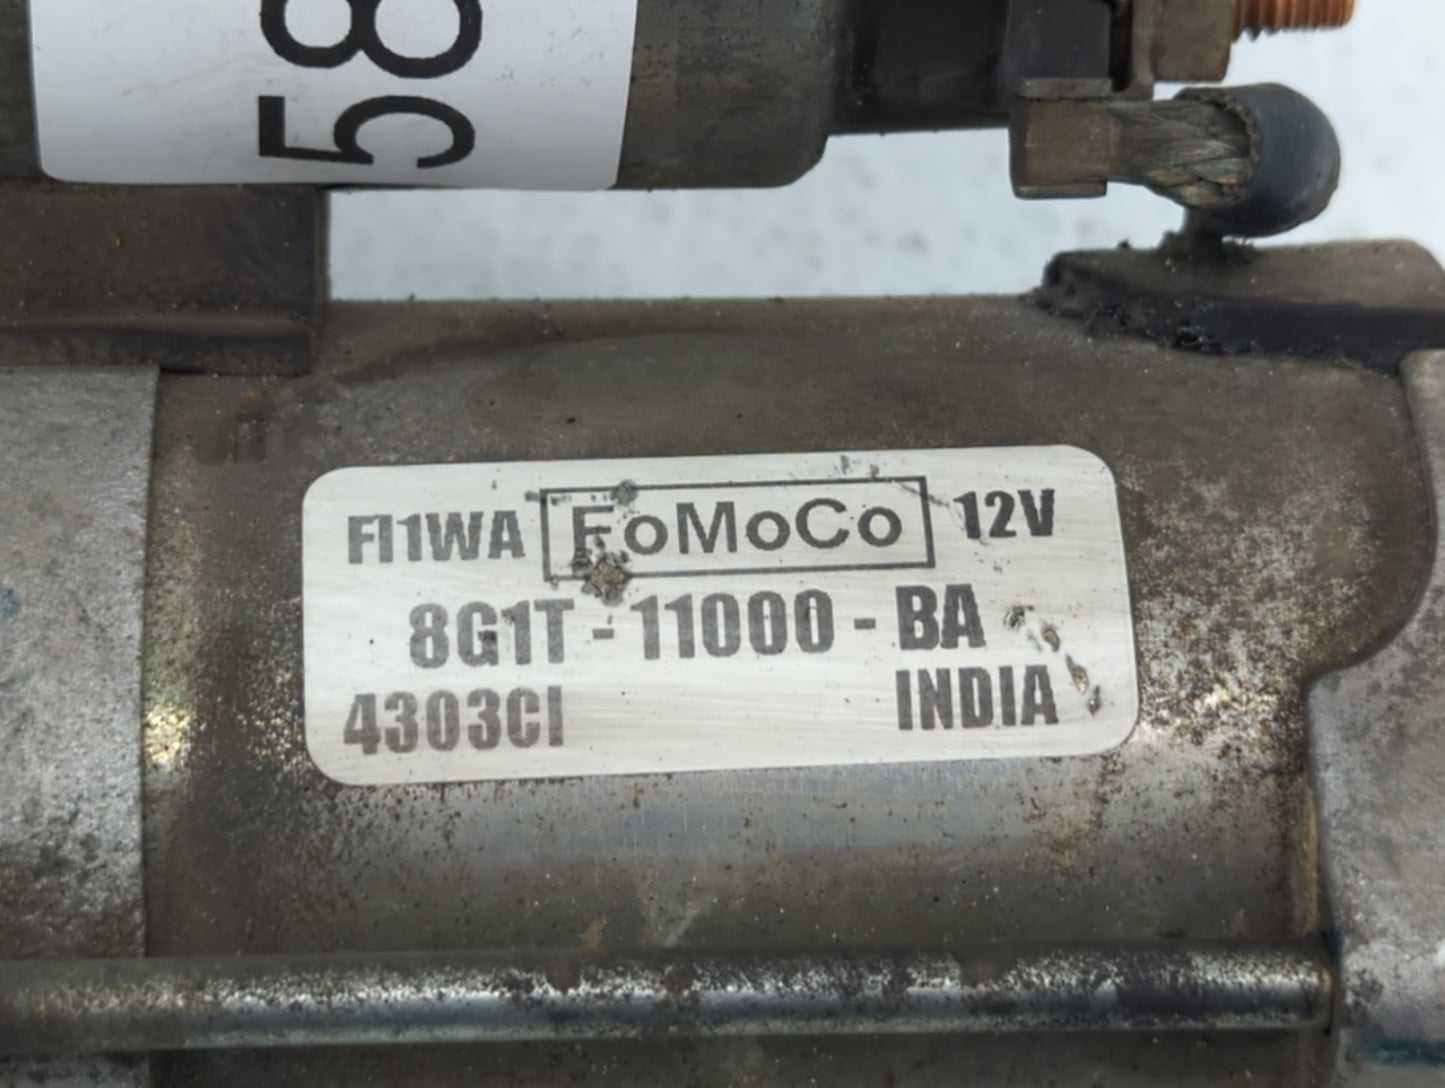 58
FI1WA FoMoCo 12V
8G1T - 11000 - BA
4303CI INDIA